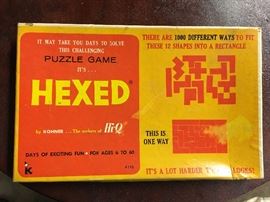 IT MAY TAKE YOU DAYS TO SOLVE
THIS CHALLENGING
PUZZLE GAME
IT'S...
HEXED®
by KOHNER... The makers of Hi-Q®
DAYS OF EXCITING FUN • FOR AGES 6 TO 60
K
THERE ARE 1000 DIFFERENT WAYS TO FIT
THESE 12 SHAPES INTO A RECTANGLE
THIS IS
ONE WAY
IT'S A LOT HARDER